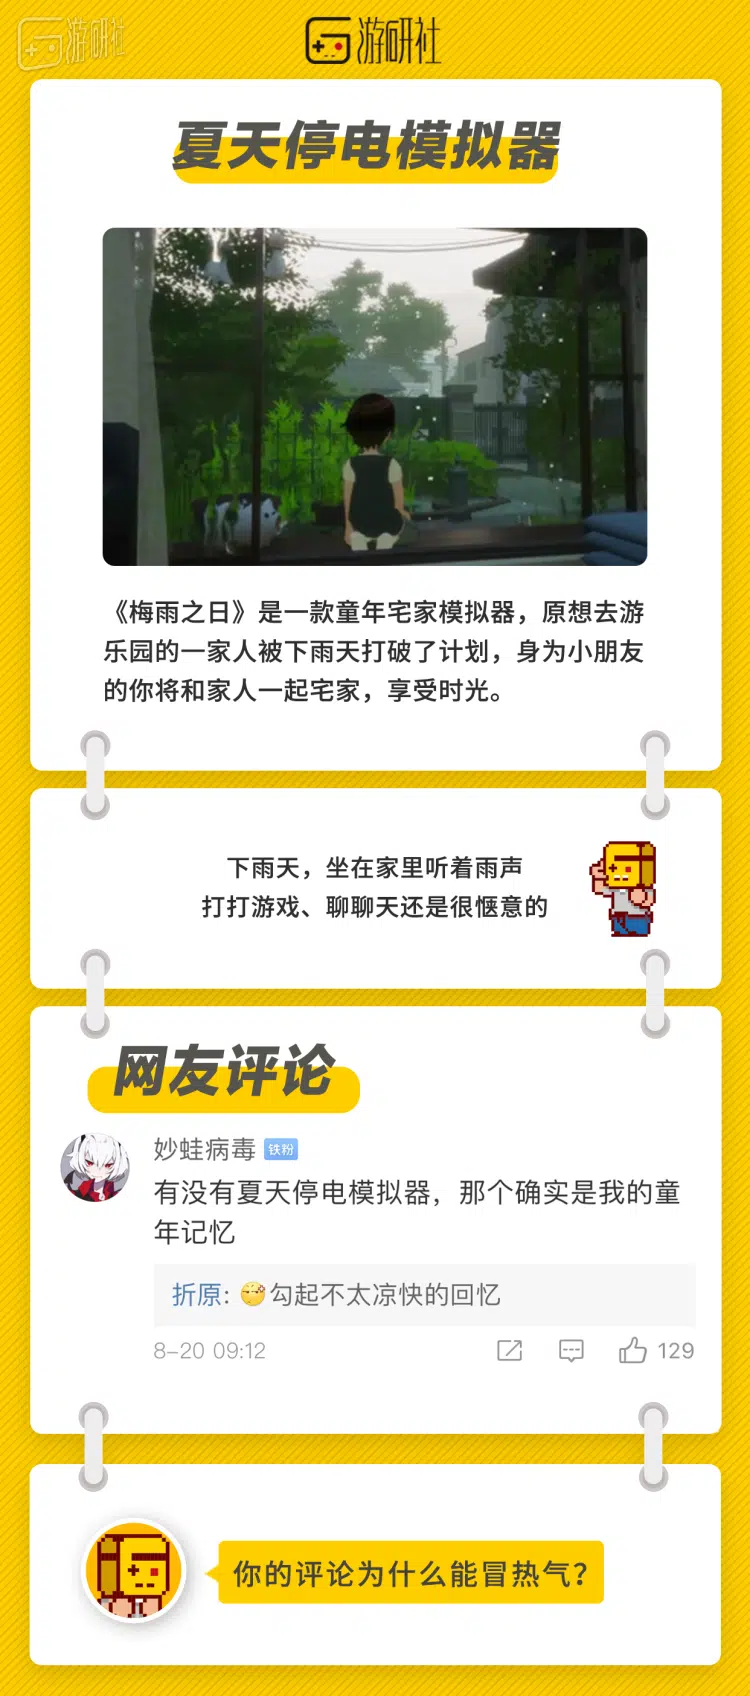 游研社
游研社
夏天停电模拟器
《梅雨之日》是一款童年宅家模拟器，原想去游
乐园的一家人被下雨天打破了计划，身为小朋友
的你将和家人一起宅家，享受时光。
下雨天，坐在家里听着雨声
打打游戏、聊聊天还是很惬意的
网友评论
妙蛙病毒 铁粉
有没有夏天停电模拟器，那个确实是我的童
年记忆
折原: 勾起不太凉快的回忆
8-20 09:12 129
你的评论为什么能冒热气？